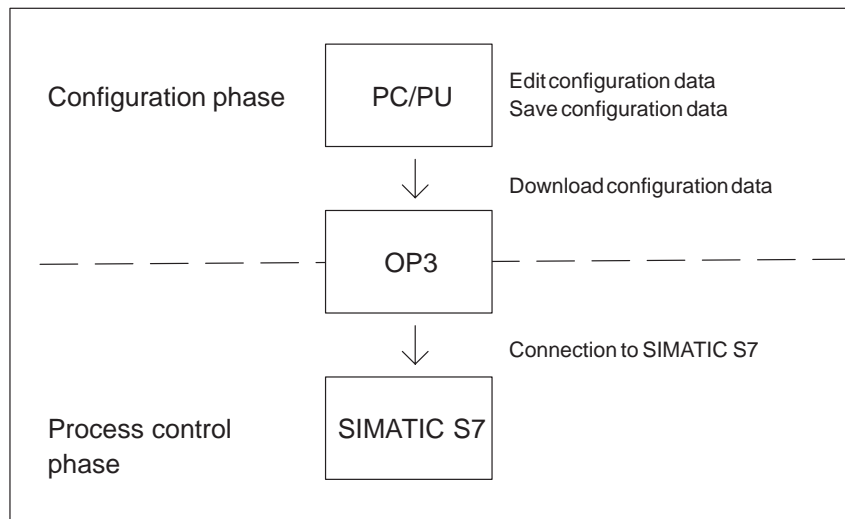 Configuration phase
PC/PU
Edit configuration data
Save configuration data
Download configuration data
OP3
Connection to SIMATIC S7
Process control
phase
SIMATIC S7